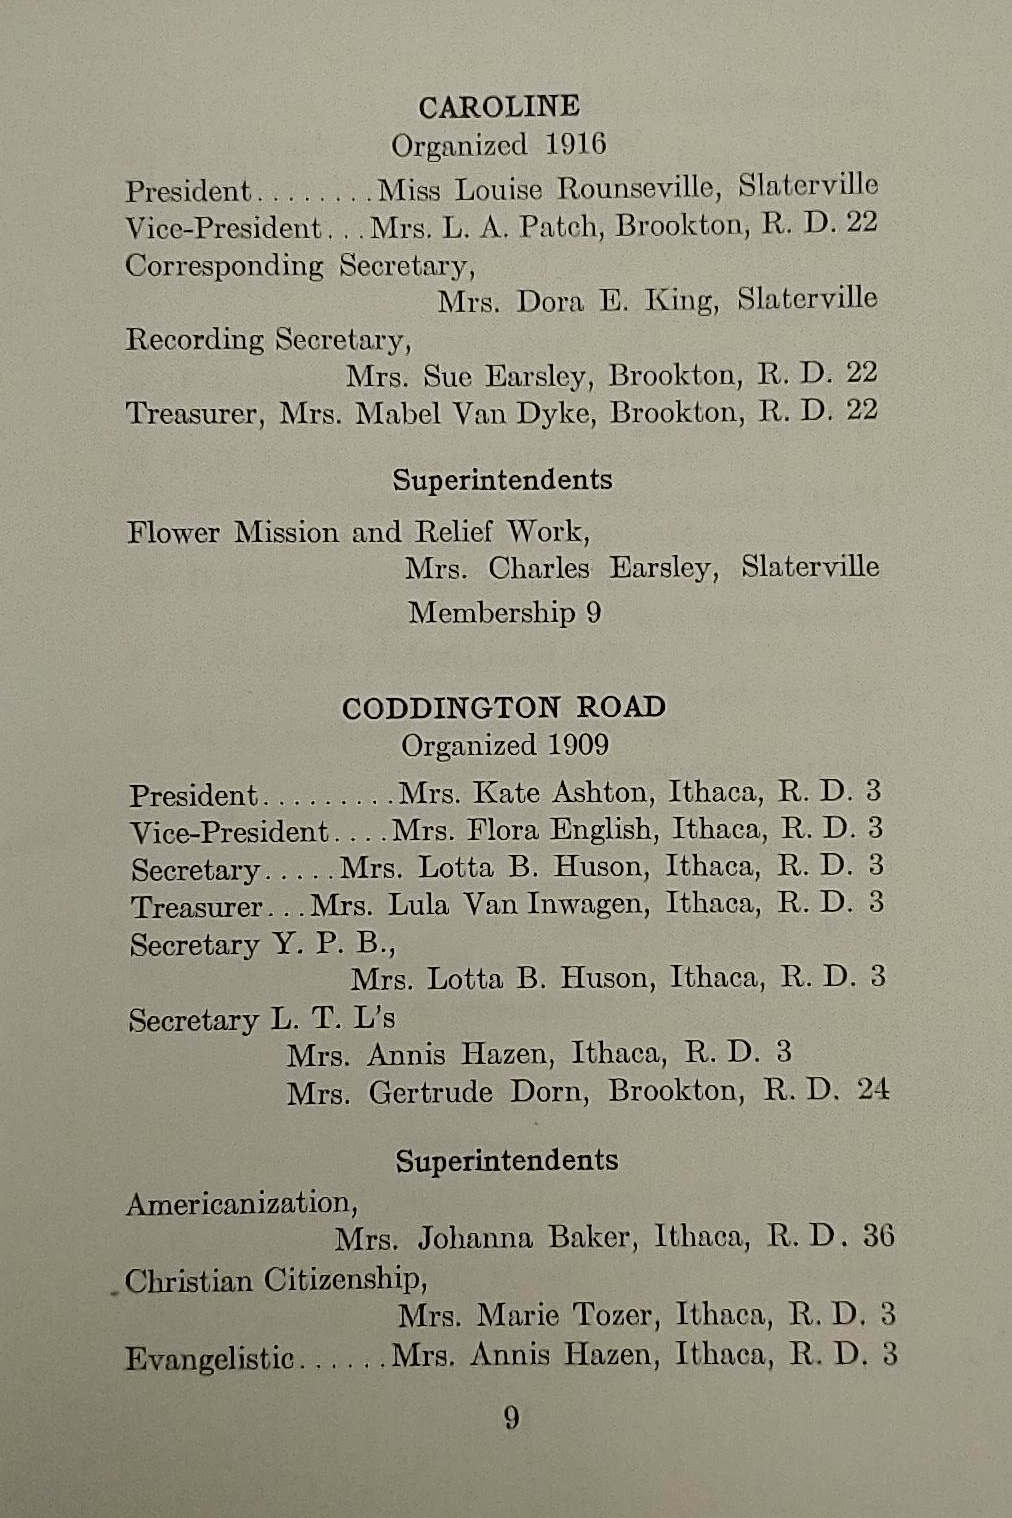 CAROLINE
Organized 1916
President........Miss Louise Rounseville, Slaterville
Vice-President...Mrs. L. A. Patch, Brookton, R. D. 22
Corresponding Secretary,
Mrs. Dora E. King, Slaterville
Recording Secretary,
Mrs. Sue Earsley, Brookton, R. D. 22
Treasurer, Mrs. Mabel Van Dyke, Brookton, R. D. 22
Superintendents
Flower Mission and Relief Work,
Mrs. Charles Earsley, Slaterville
Membership 9
CODDINGTON ROAD
Organized 1909
President.........Mrs. Kate Ashton, Ithaca, R. D. 3
Vice-President....Mrs. Flora English, Ithaca, R. D. 3
Secretary.....Mrs. Lotta B. Huson, Ithaca, R. D. 3
Treasurer...Mrs. Lula Van Inwagen, Ithaca, R. D. 3
Secretary Y. P. B.,
Mrs. Lotta B. Huson, Ithaca, R. D. 3
Secretary L. T. L's
Mrs. Annis Hazen, Ithaca, R. D. 3
Mrs. Gertrude Dorn, Brookton, R. D. 24
Superintendents
Americanization,
Mrs. Johanna Baker, Ithaca, R. D. 36
Christian Citizenship,
Mrs. Marie Tozer, Ithaca, R. D. 3
Evangelistic......Mrs. Annis Hazen, Ithaca, R. D. 3
9